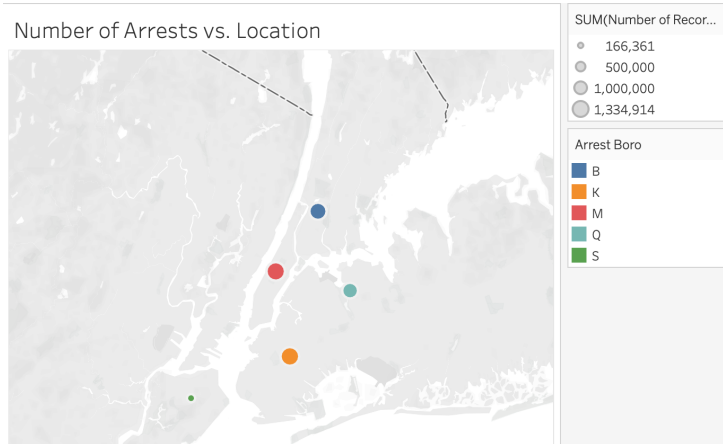 Number of Arrests vs. Location
SUM(Number of Recor...
166,361
500,000
1,000,000
1,334,914
Arrest Boro
B
K
M
Q
S